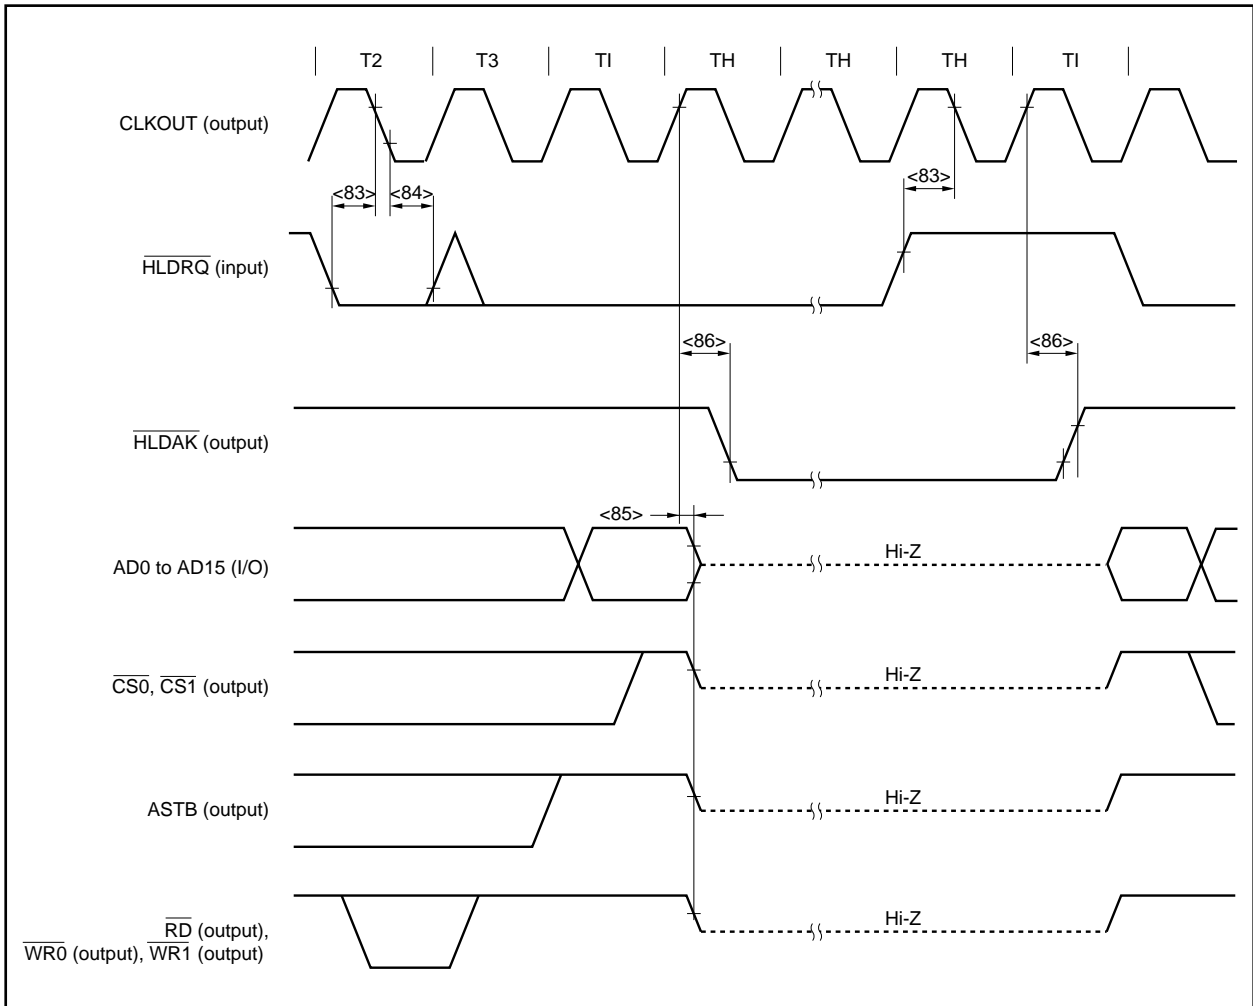 T2 T3 TI TH TH TH TI
CLKOUT (output)
<83> <84> <83>
HLDRQ (input)
<86> <86>
HLDAK (output)
<85>
Hi-Z
AD0 to AD15 (I/O)
Hi-Z
CS0, CS1 (output)
Hi-Z
ASTB (output)
Hi-Z
RD (output),
WR0 (output), WR1 (output)